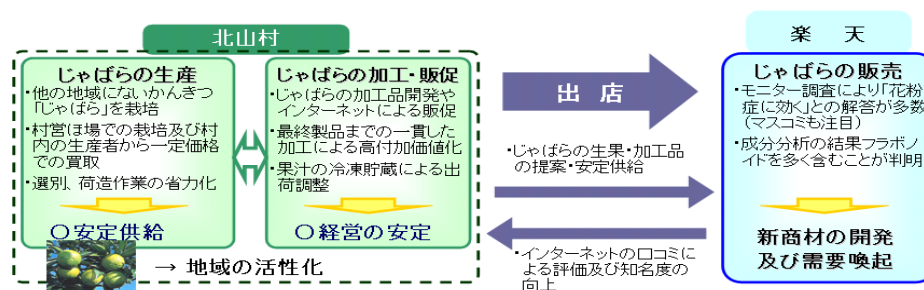 北山村
じゃばらの生産
・他の地域にないかんきつ
「じゃばら」を栽培
・村営ほ場での栽培及び村
内の生産者から一定価格
での買取
・選別、荷造作業の省力化
〇安定供給
じゃばらの加工・販促
・じゃばらの加工品開発や
インターネットによる販促
・最終製品までの一貫した
加工による高付加価値化
・果汁の冷凍貯蔵による出
荷調整
〇経営の安定
→ 地域の活性化
出 店
・じゃばらの生果・加工品
の提案・安定供給
・インターネットの口コミに
よる評価及び知名度の
向上
楽 天
じゃばらの販売
・モニター調査により「花粉
症に効く」との解答が多数
(マスコミも注目)
・成分分析の結果フラボノ
イドを多く含むことが判明
新商材の開発
及び需要喚起